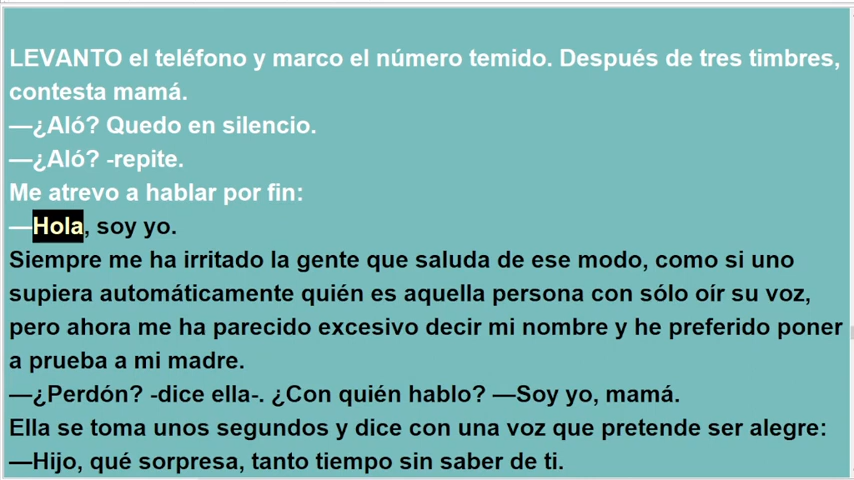 LEVANTO el teléfono y marco el número temido. Después de tres timbres,
contesta mamá.
—¿Aló? Quedo en silencio.
—¿Aló? -repite.
Me atrevo a hablar por fin:
—Hola, soy yo.
Siempre me ha irritado la gente que saluda de ese modo, como si uno
supiera automáticamente quién es aquella persona con sólo oír su voz,
pero ahora me ha parecido excesivo decir mi nombre y he preferido poner
a prueba a mi madre.
—¿Perdón? -dice ella-. ¿Con quién hablo? —Soy yo, mamá.
Ella se toma unos segundos y dice con una voz que pretende ser alegre:
—Hijo, qué sorpresa, tanto tiempo sin saber de ti.